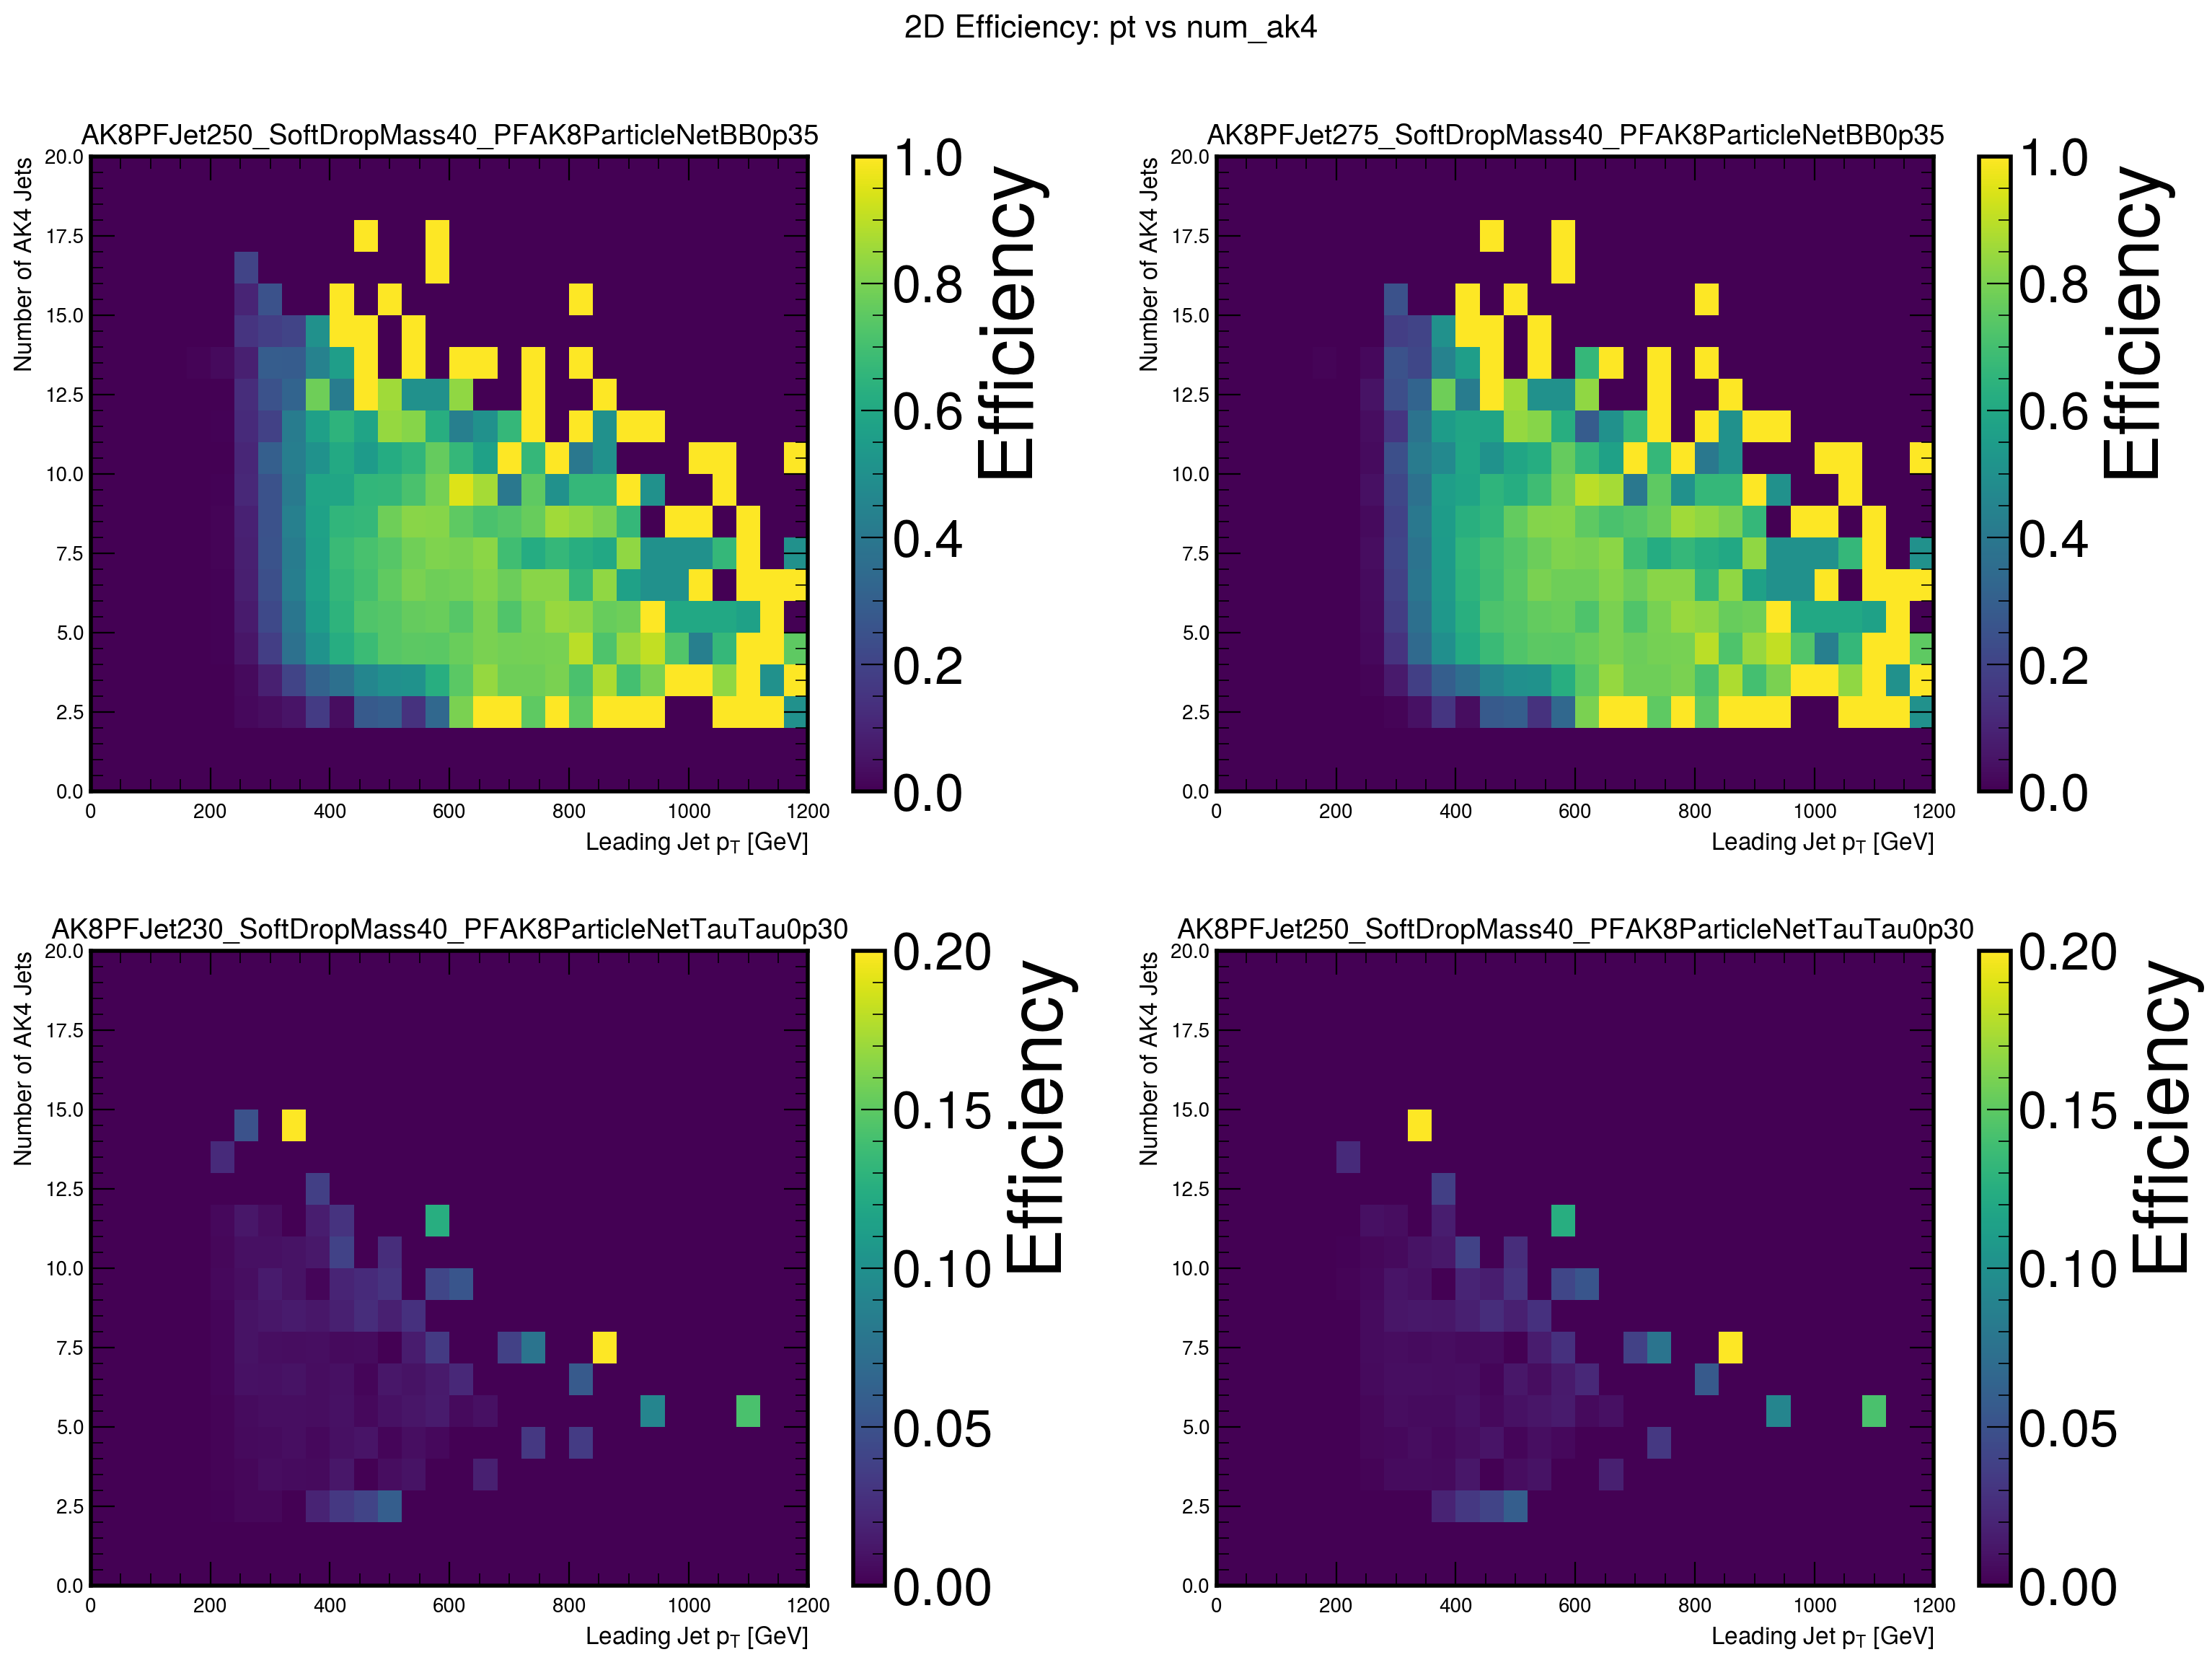 2D Efficiency: pt vs num_ak4
AK8PFJet250_SoftDropMass40_PFAK8ParticleNetBB0p35
Number of AK4 Jets
20.0
17.5
15.0
12.5
10.0
7.5
5.0
2.5
0.0
0 200 400 600 800 1000 1200
Leading Jet pT [GeV]
1.0
0.8
0.6
0.4
0.2
0.0
Efficiency
AK8PFJet275_SoftDropMass40_PFAK8ParticleNetBB0p35
Number of AK4 Jets
20.0
17.5
15.0
12.5
10.0
7.5
5.0
2.5
0.0
0 200 400 600 800 1000 1200
Leading Jet pT [GeV]
1.0
0.8
0.6
0.4
0.2
0.0
Efficiency
AK8PFJet230_SoftDropMass40_PFAK8ParticleNetTauTau0p30
Number of AK4 Jets
20.0
17.5
15.0
12.5
10.0
7.5
5.0
2.5
0.0
0 200 400 600 800 1000 1200
Leading Jet pT [GeV]
0.20
0.15
0.10
0.05
0.00
Efficiency
AK8PFJet250_SoftDropMass40_PFAK8ParticleNetTauTau0p30
Number of AK4 Jets
20.0
17.5
15.0
12.5
10.0
7.5
5.0
2.5
0.0
0 200 400 600 800 1000 1200
Leading Jet pT [GeV]
0.20
0.15
0.10
0.05
0.00
Efficiency